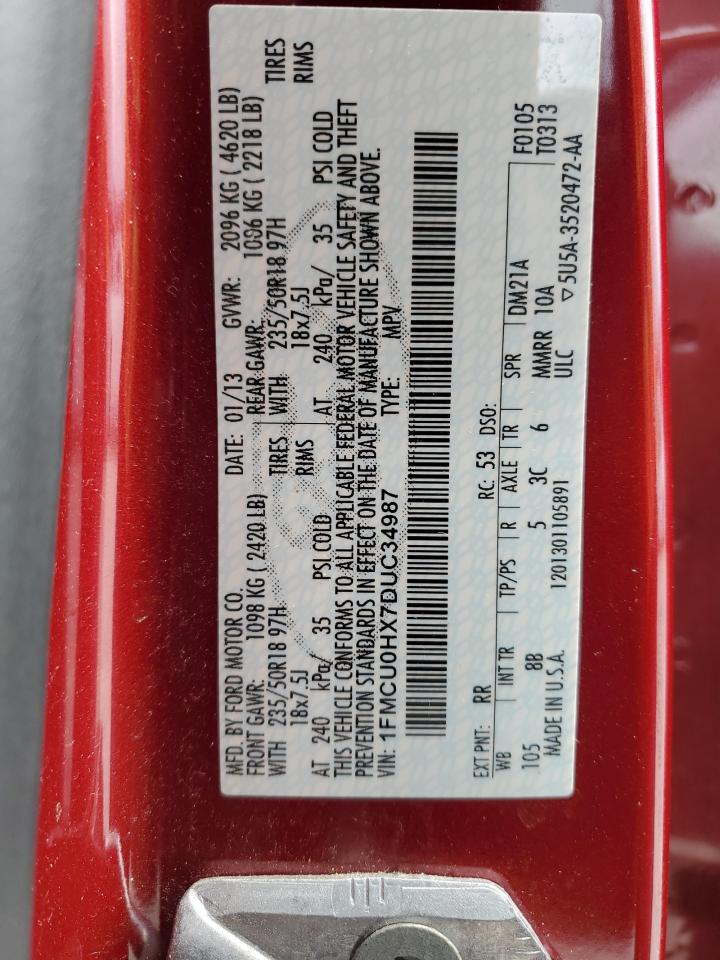 MFD. BY FORD MOTOR CO. DATE: 01/13 GVWR: 2096 KG ( 4620 LB)
FRONT GAWR: 1098 KG ( 2420 LB) REAR GAWR: 1006 KG ( 2218 LB)
WITH 235/50R18 97H TIRES WITH 235/50R18 97H TIRES
18x7.5J RIMS 18x7.5J RIMS
AT 240 kPa/ 35 PSI COLD AT 240 kPa/ 35 PSI COLD
THIS VEHICLE CONFORMS TO ALL APPLICABLE FEDERAL MOTOR VEHICLE SAFETY AND THEFT
PREVENTION STANDARDS IN EFFECT ON THE DATE OF MANUFACTURE SHOWN ABOVE.
VIN: 1FMCU0HX7DUC34987 TYPE: MPV
EXT PNT: RR RC: 53 DSO: F0105
WB INT TR TP/PS R AXLE TR SPR DM21A T0313
105 8B 5 3C 6 MMRR 10A
MADE IN U.S.A. 1201301105891 ULC ▽5U5A-3520472-AA